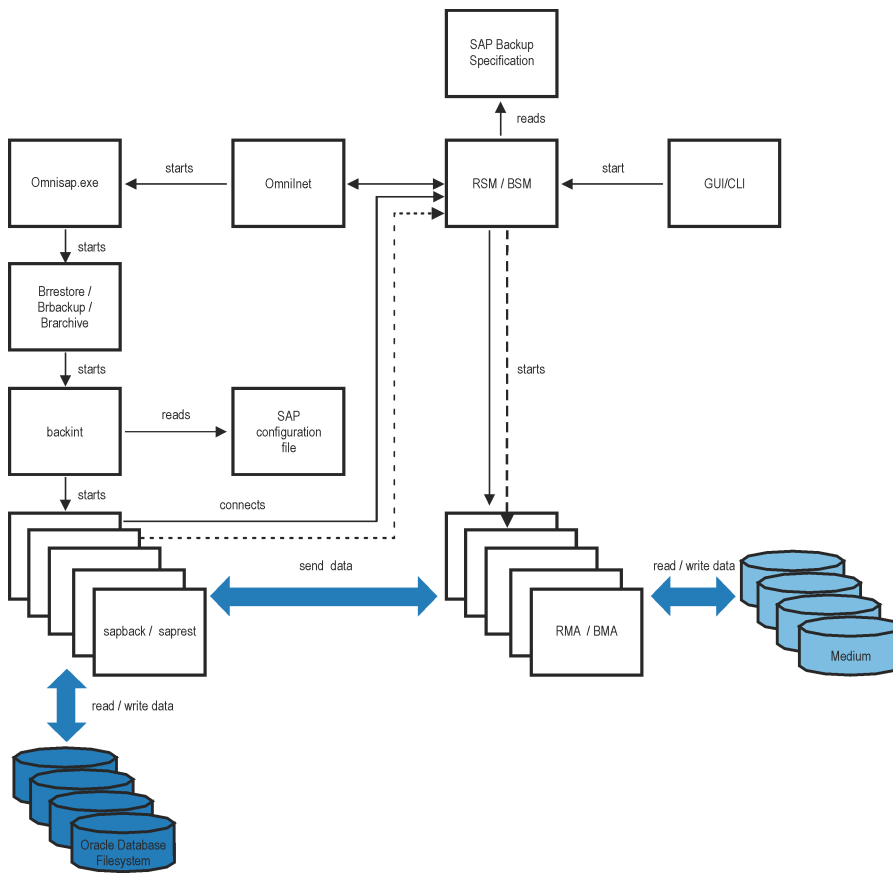 SAP Backup
Specification
reads
Omnisap.exe
starts
OmniInet
RSM / BSM
start
GUI/CLI
starts
Brrestore /
Brbackup /
Brarchive
starts
starts
backint
reads
SAP
configuration
file
starts
connects
send data
read / write data
sapback / saprest
RMA / BMA
Medium
read / write data
Oracle Database
Filesystem